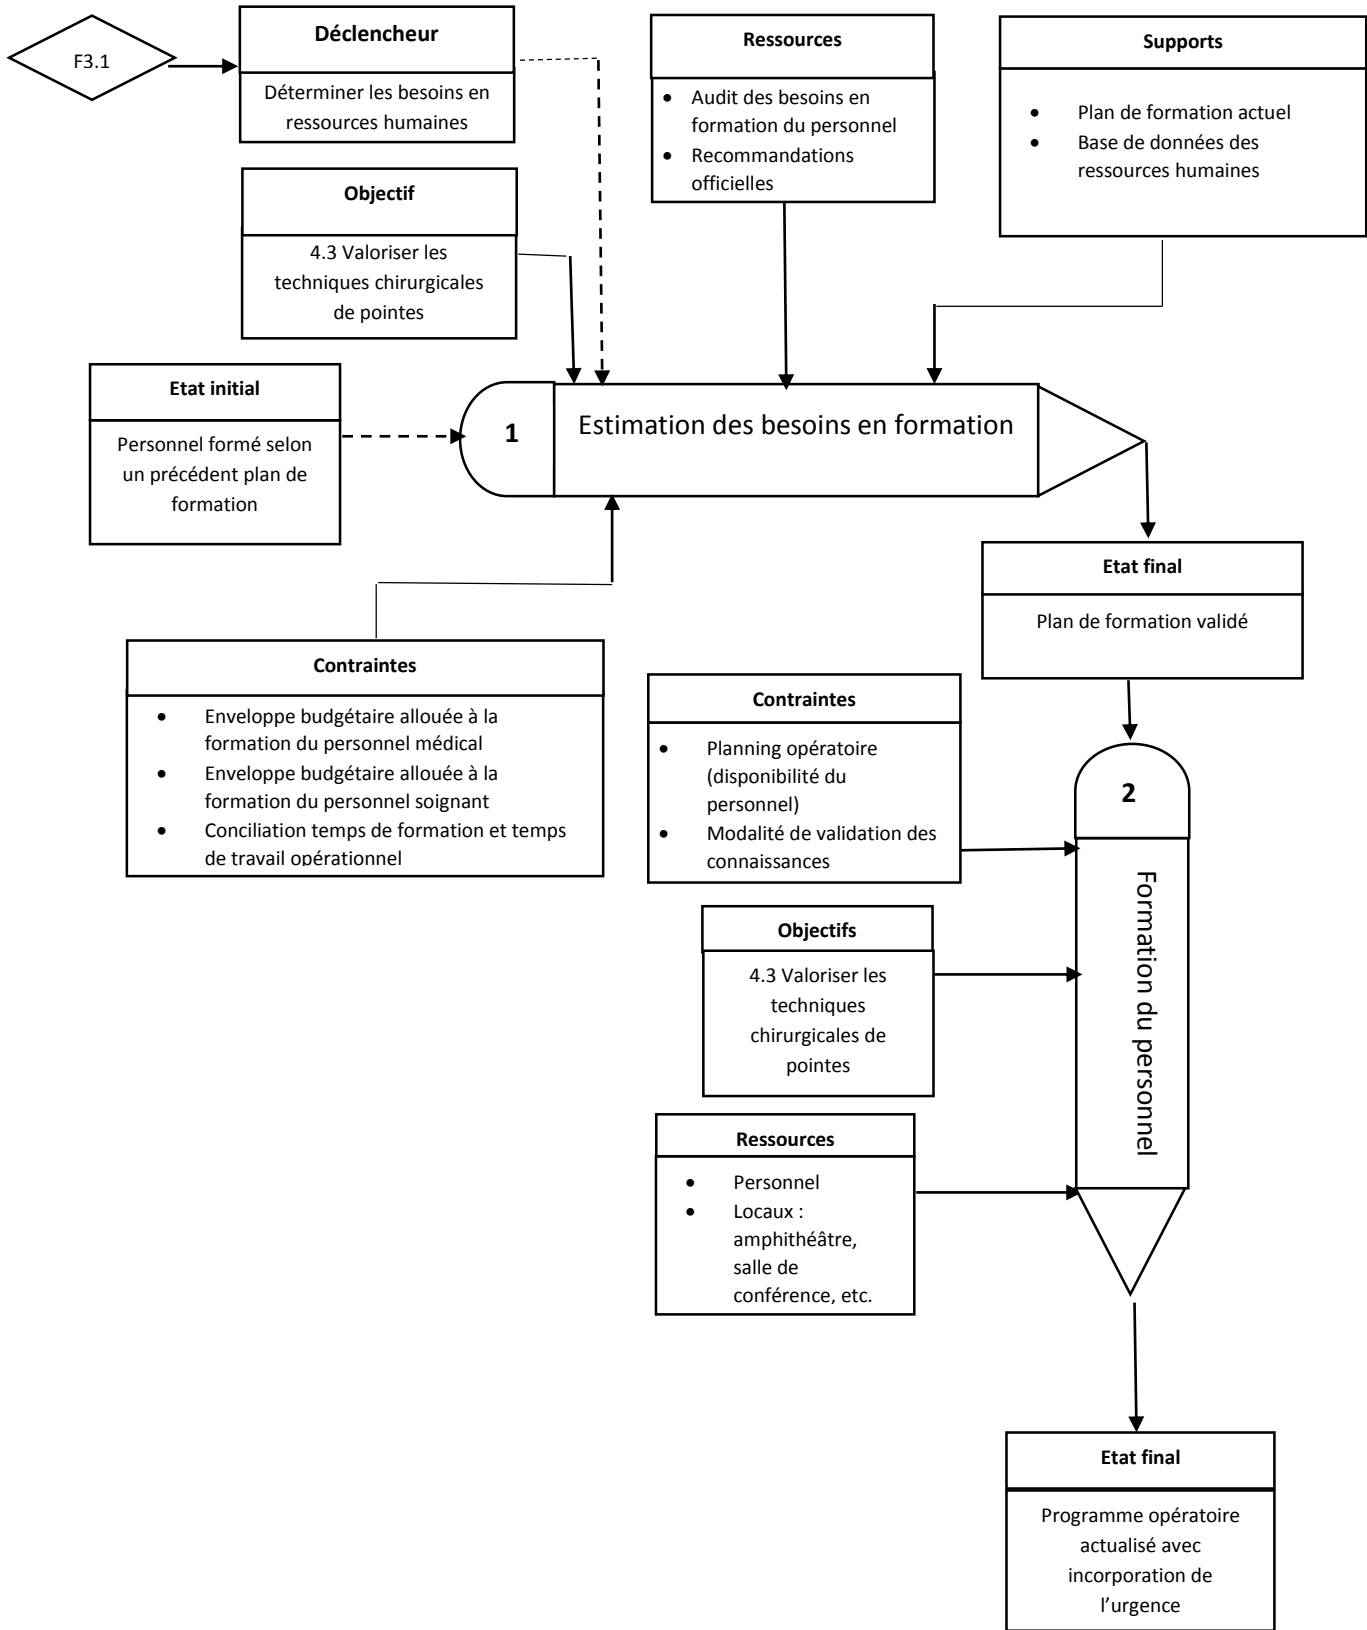 F3.1
Déclencheur
Déterminer les besoins en
ressources humaines
Ressources
• Audit des besoins en
formation du personnel
• Recommandations
officielles
Supports
• Plan de formation actuel
• Base de données des
ressources humaines
Objectif
4.3 Valoriser les
techniques chirurgicales
de pointes
Etat initial
Personnel formé selon
un précédent plan de
formation
1
Estimation des besoins en formation
Etat final
Plan de formation validé
Contraintes
• Enveloppe budgétaire allouée à la
formation du personnel médical
• Enveloppe budgétaire allouée à la
formation du personnel soignant
• Conciliation temps de formation et temps
de travail opérationnel
Contraintes
• Planning opératoire
(disponibilité du
personnel)
• Modalité de validation des
connaissances
2
Formation du personnel
Objectifs
4.3 Valoriser les
techniques
chirurgicales de
pointes
Ressources
• Personnel
• Locaux :
amphithéâtre,
salle de
conférence, etc.
Etat final
Programme opératoire
actualisé avec
incorporation de
l’urgence